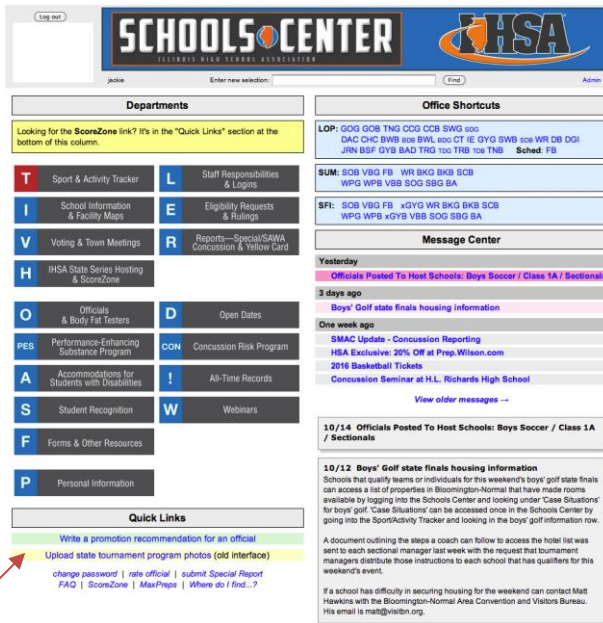 Log out
SCHOOLS CENTER
ILLINOIS HIGH SCHOOL ASSOCIATION
IHSA
jackie
Enter new selection:
Find
Admin
Departments
Looking for the ScoreZone link? It's in the "Quick Links" section at the
bottom of this column.
T Sport & Activity Tracker
L Staff Responsibilities
& Logins
I School Information
& Facility Maps
E Eligibility Requests
& Rulings
V Voting & Town Meetings
R Reports—Special/SAWA
Concussion & Yellow Card
H IHSA State Series Hosting
& ScoreZone
O Officials
& Body Fat Testers
D Open Dates
PES Performance-Enhancing
Substance Program
CON Concussion Risk Program
A Accommodations for
Students with Disabilities
! All-Time Records
S Student Recognition
W Webinars
F Forms & Other Resources
P Personal Information
Quick Links
Write a promotion recommendation for an official
Upload state tournament program photos (old interface)
change password | rate official | submit Special Report
FAQ | ScoreZone | MaxPreps | Where do I find...?
Office Shortcuts
LOP: GOG GOB TNG CCG CCB SWG SDG
DAC CHC BWB BDB BWL BDG CT IE GYG SWB SDB WR DB DGI
JRN BSF GYB BAD TRG TDG TRB TDB TNB Sched: FB
SUM: SOB VBG FB WR BKG BKB SCB
WPG WPB VBB SOG SBG BA
SFI: SOB VBG FB xGYG WR BKG BKB SCB
WPG WPB xGYB VBB SOG SBG BA
Message Center
Yesterday
Officials Posted To Host Schools: Boys Soccer / Class 1A / Sectionals
3 days ago
Boys' Golf state finals housing information
One week ago
SMAC Update - Concussion Reporting
HSA Exclusive: 20% Off at Prep.Wilson.com
2016 Basketball Tickets
Concussion Seminar at H.L. Richards High School
View older messages →
10/14 Officials Posted To Host Schools: Boys Soccer / Class 1A
/ Sectionals
10/12 Boys' Golf state finals housing information
Schools that qualify teams or individuals for this weekend's boys' golf state finals
can access a list of properties in Bloomington-Normal that have made rooms
available by logging into the Schools Center and looking under 'Case Situations'
for boys' golf. 'Case Situations' can be accessed once in the Schools Center by
going into the Sport/Activity Tracker and looking in the boys' golf information row.
A document outlining the steps a coach can follow to access the hotel list was
sent to each sectional manager last week with the request that tournament
managers distribute those instructions to each school that has qualifiers for this
weekend's event.
If a school has difficulty in securing housing for the weekend can contact Matt
Hawkins with the Bloomington-Normal Area Convention and Visitors Bureau.
His email is matt@visitbn.org.